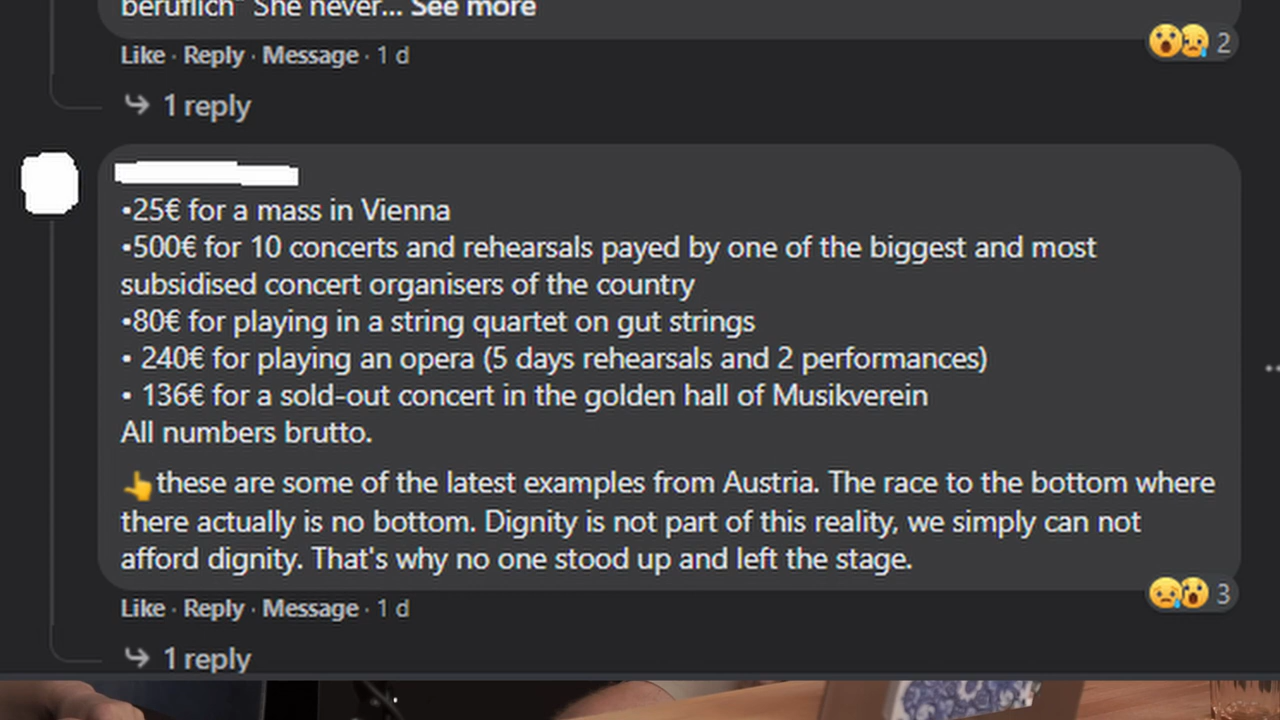 beruflich" She never... See more
Like · Reply · Message · 1 d
2
1 reply
•25€ for a mass in Vienna
•500€ for 10 concerts and rehearsals payed by one of the biggest and most
subsidised concert organisers of the country
•80€ for playing in a string quartet on gut strings
• 240€ for playing an opera (5 days rehearsals and 2 performances)
• 136€ for a sold-out concert in the golden hall of Musikverein
All numbers brutto.
👆these are some of the latest examples from Austria. The race to the bottom where
there actually is no bottom. Dignity is not part of this reality, we simply can not
afford dignity. That's why no one stood up and left the stage.
Like · Reply · Message · 1 d
3
1 reply